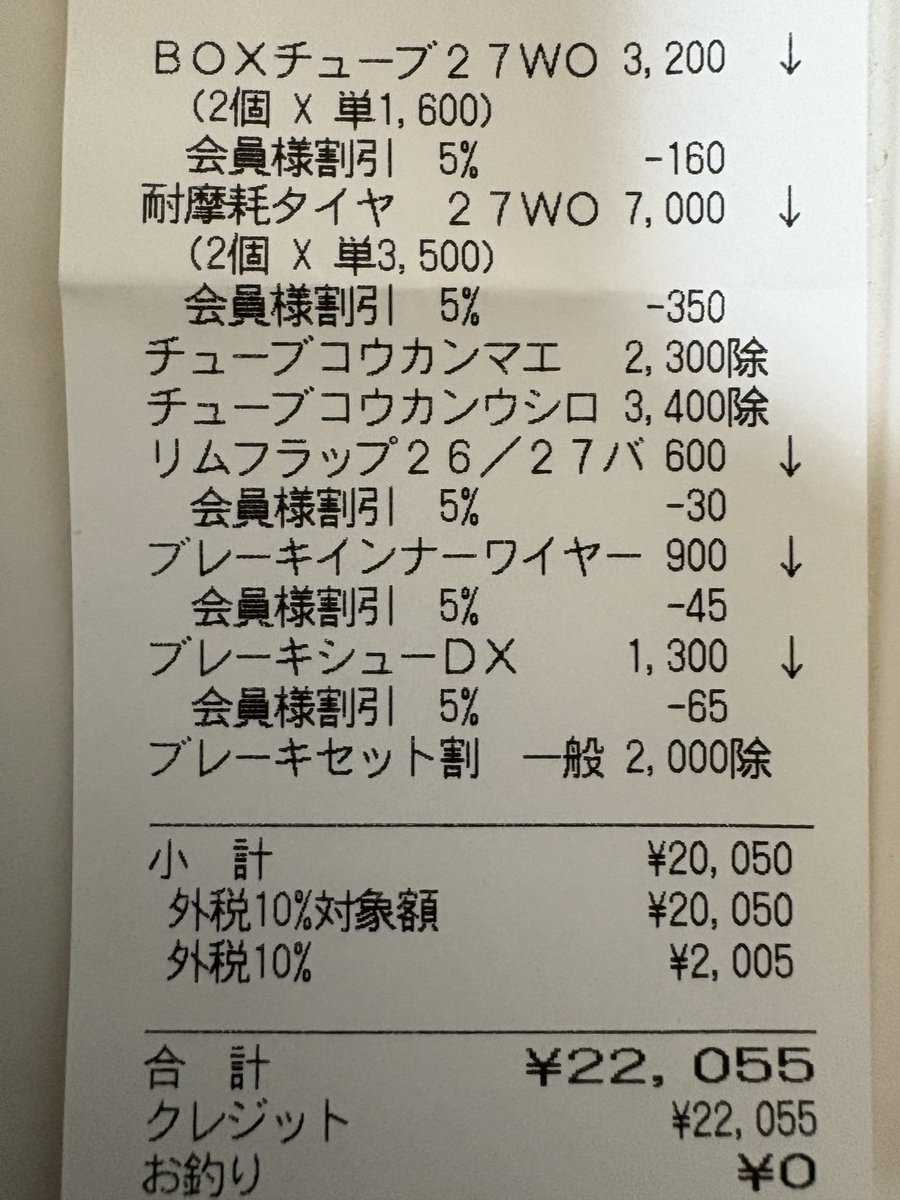 BOXチューブ27WO 3,200 ↓
(2個 X 単1,600)
会員様割引 5% -160
耐摩耗タイヤ 27WO 7,000 ↓
(2個 X 単3,500)
会員様割引 5% -350
チューブコウカンマエ 2,300除
チューブコウカンウシロ 3,400除
リムフラップ26/27バ 600 ↓
会員様割引 5% -30
ブレーキインナーワイヤー 900 ↓
会員様割引 5% -45
ブレーキシューDX 1,300 ↓
会員様割引 5% -65
ブレーキセット割 一般 2,000除
小計 ¥20,050
外税10%対象額 ¥20,050
外税10% ¥2,005
合計 ¥22,055
クレジット ¥22,055
お釣り ¥0